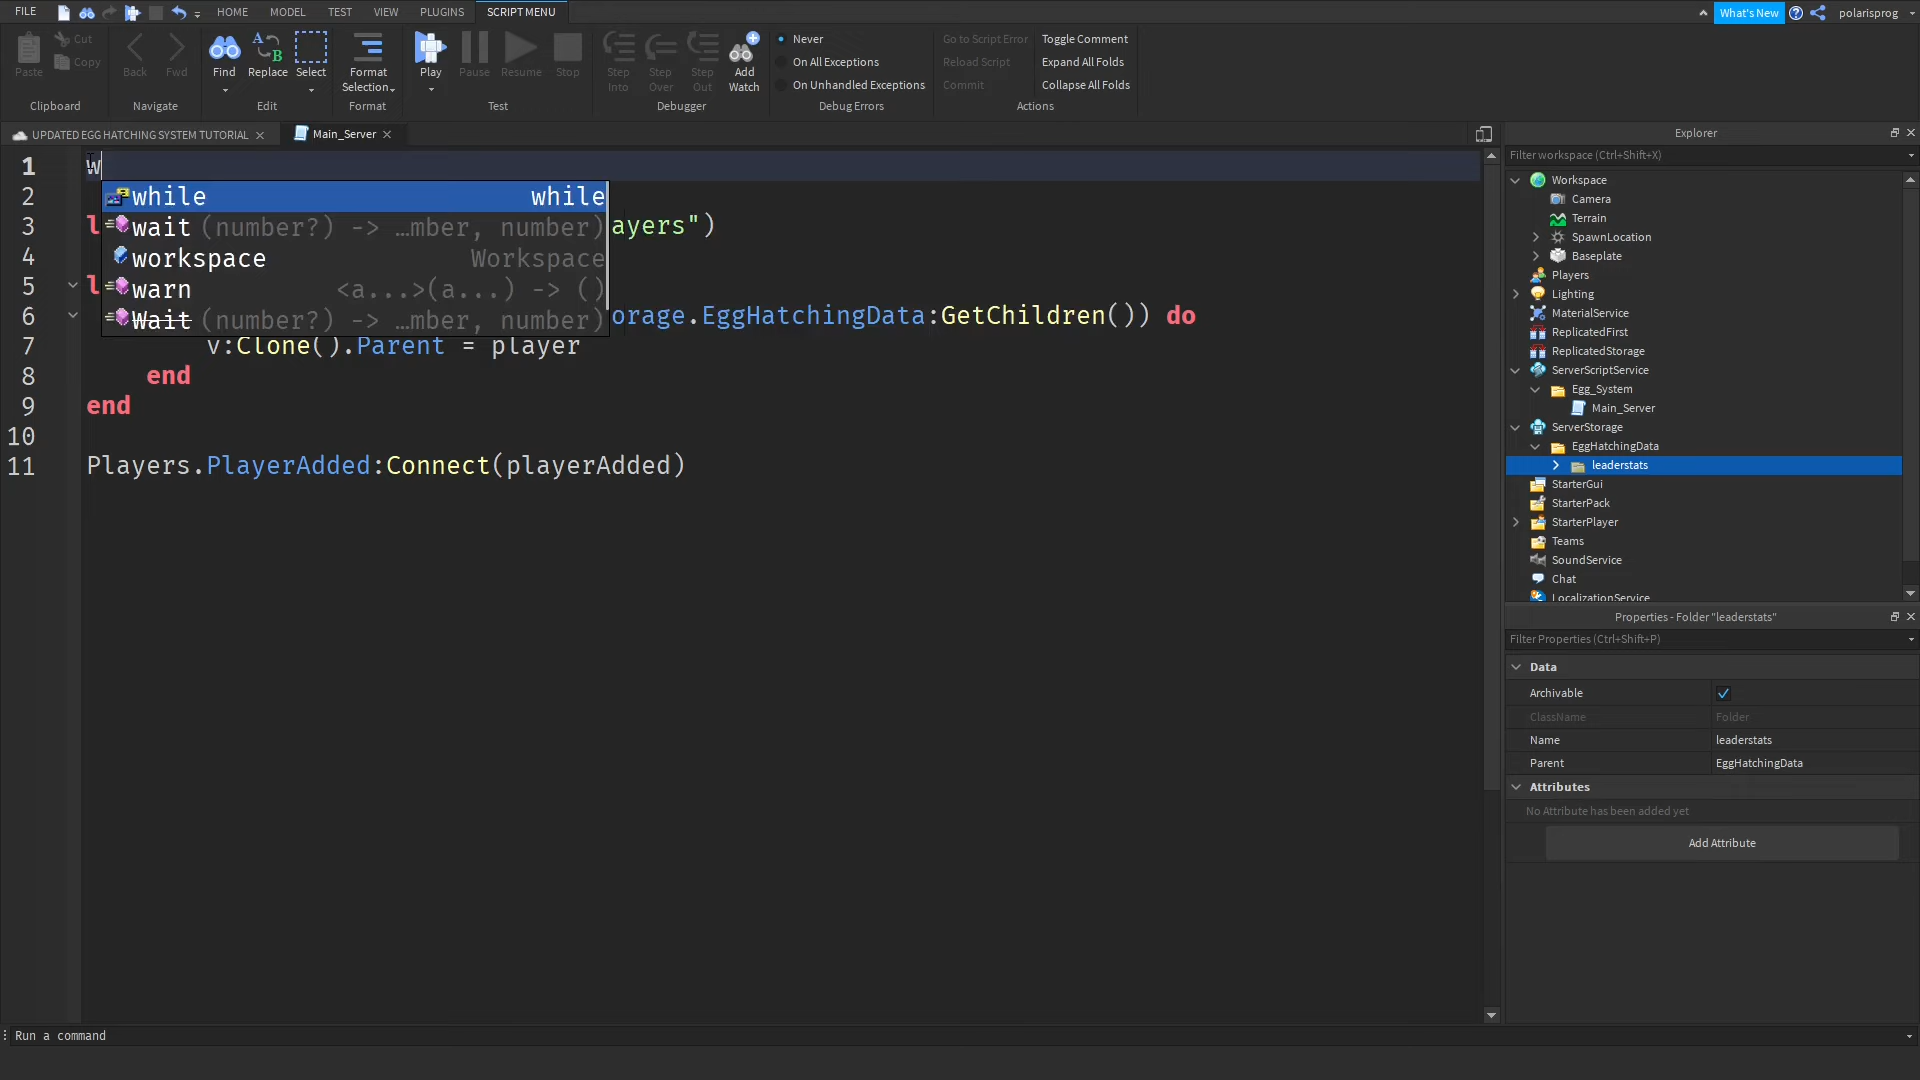 FILE HOME MODEL TEST VIEW PLUGINS SCRIPT MENU What's New polarisprog
Paste Cut Copy Clipboard
Back Fwd Navigate
Find Replace Select Edit
Format Selection Format
Play Pause Resume Stop Test
Step Into Step Over Step Out Add Watch Debugger
Never
On All Exceptions
On Unhandled Exceptions
Debug Errors
Go to Script Error Toggle Comment
Reload Script Expand All Folds
Commit Collapse All Folds
Actions
UPDATED EGG HATCHING SYSTEM TUTORIAL Main_Server
1 w
while while
2
wait (number?) -> …mber, number)
3 l ayers")
workspace Workspace
4
warn <a...>(a...) -> ()
5 l
Wait (number?) -> …mber, number)
6 orage.EggHatchingData:GetChildren()) do
7 v:Clone().Parent = player
8 end
9 end
10
11 Players.PlayerAdded:Connect(playerAdded)
Explorer
Filter workspace (Ctrl+Shift+X)
Workspace
Camera
Terrain
SpawnLocation
Baseplate
Players
Lighting
MaterialService
ReplicatedFirst
ReplicatedStorage
ServerScriptService
Egg_System
Main_Server
ServerStorage
EggHatchingData
leaderstats
StarterGui
StarterPack
StarterPlayer
Teams
SoundService
Chat
LocalizationService
Properties - Folder "leaderstats"
Filter Properties (Ctrl+Shift+P)
Data
Archivable
ClassName Folder
Name leaderstats
Parent EggHatchingData
Attributes
No Attribute has been added yet
Add Attribute
Run a command